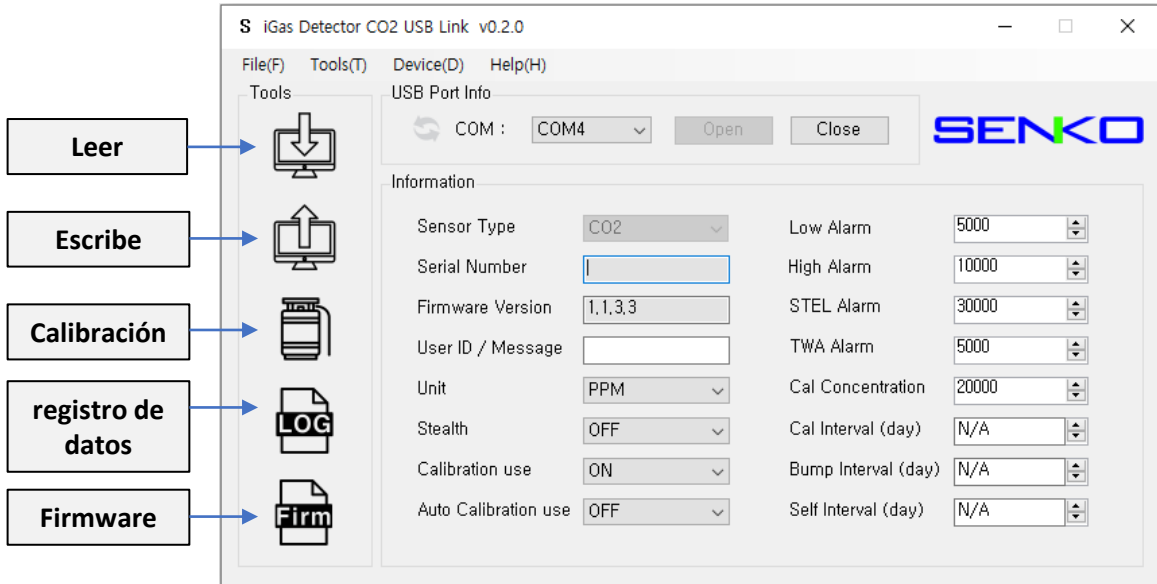 S iGas Detector CO2 USB Link v0.2.0
File(F) Tools(T) Device(D) Help(H)
Tools
Leer
Escribe
Calibración
registro de
datos
LOG
Firmware
Firm
USB Port Info
COM : COM4 Open Close
SENKO
Information
Sensor Type CO2
Serial Number
Firmware Version 1,1,3,3
User ID / Message
Unit PPM
Stealth OFF
Calibration use ON
Auto Calibration use OFF
Low Alarm 5000
High Alarm 10000
STEL Alarm 30000
TWA Alarm 5000
Cal Concentration 20000
Cal Interval (day) N/A
Bump Interval (day) N/A
Self Interval (day) N/A